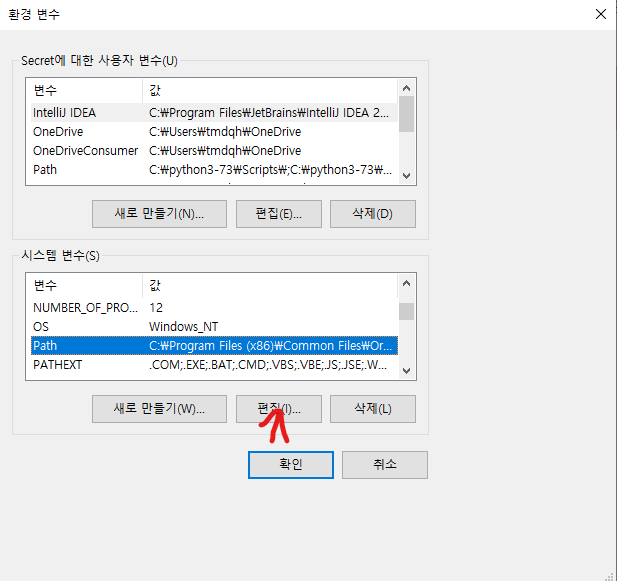 환경 변수
Secret에 대한 사용자 변수(U)
변수 값
IntelliJ IDEA C:₩Program Files₩JetBrains₩IntelliJ IDEA 2...
OneDrive C:₩Users₩tmdqh₩OneDrive
OneDriveConsumer C:₩Users₩tmdqh₩OneDrive
Path C:₩python3-73₩Scripts₩;C:₩python3-73₩...
새로 만들기(N)... 편집(E)... 삭제(D)
시스템 변수(S)
변수 값
NUMBER_OF_PRO... 12
OS Windows_NT
Path C:₩Program Files (x86)₩Common Files₩Or...
PATHEXT .COM;.EXE;.BAT;.CMD;.VBS;.VBE;.JS;.JSE;.W...
새로 만들기(W)... 편집(I)... 삭제(L)
확인 취소